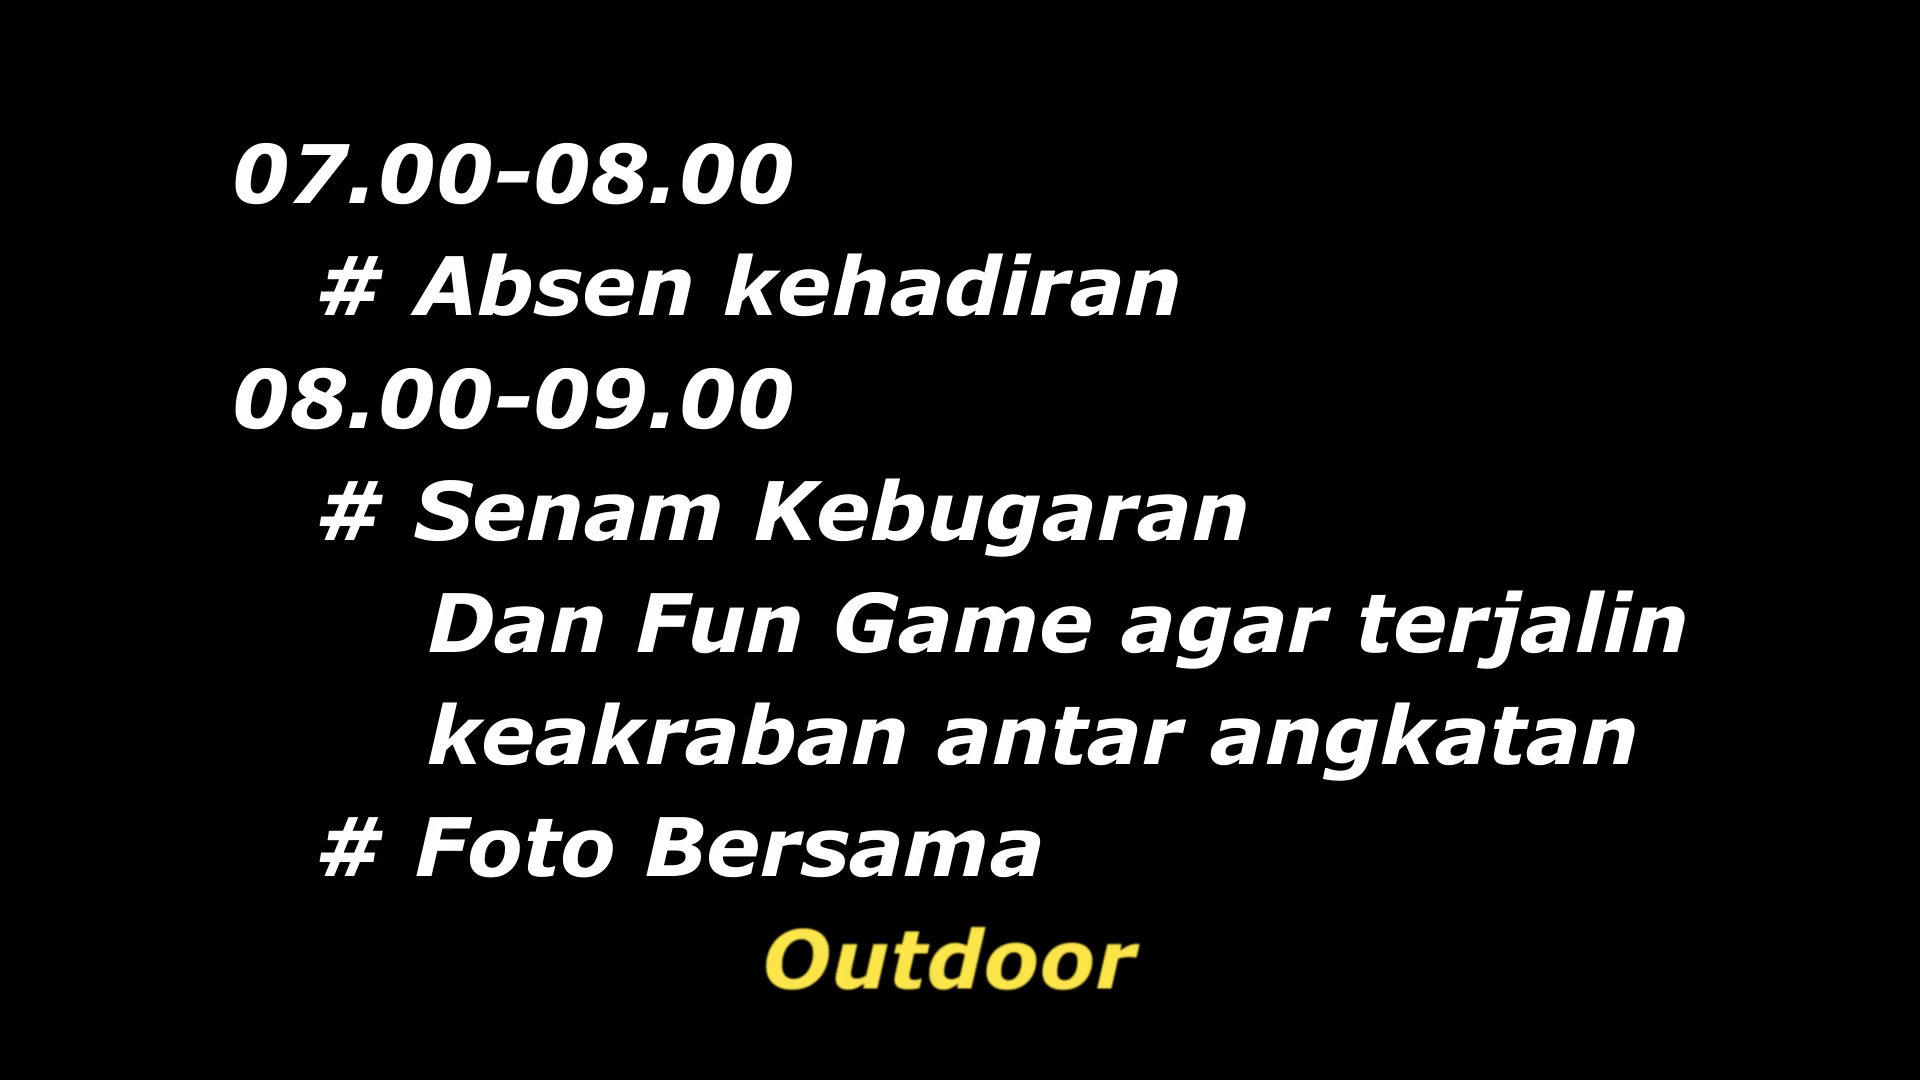 07.00-08.00
# Absen kehadiran
08.00-09.00
# Senam Kebugaran
Dan Fun Game agar terjalin
keakraban antar angkatan
# Foto Bersama
Outdoor